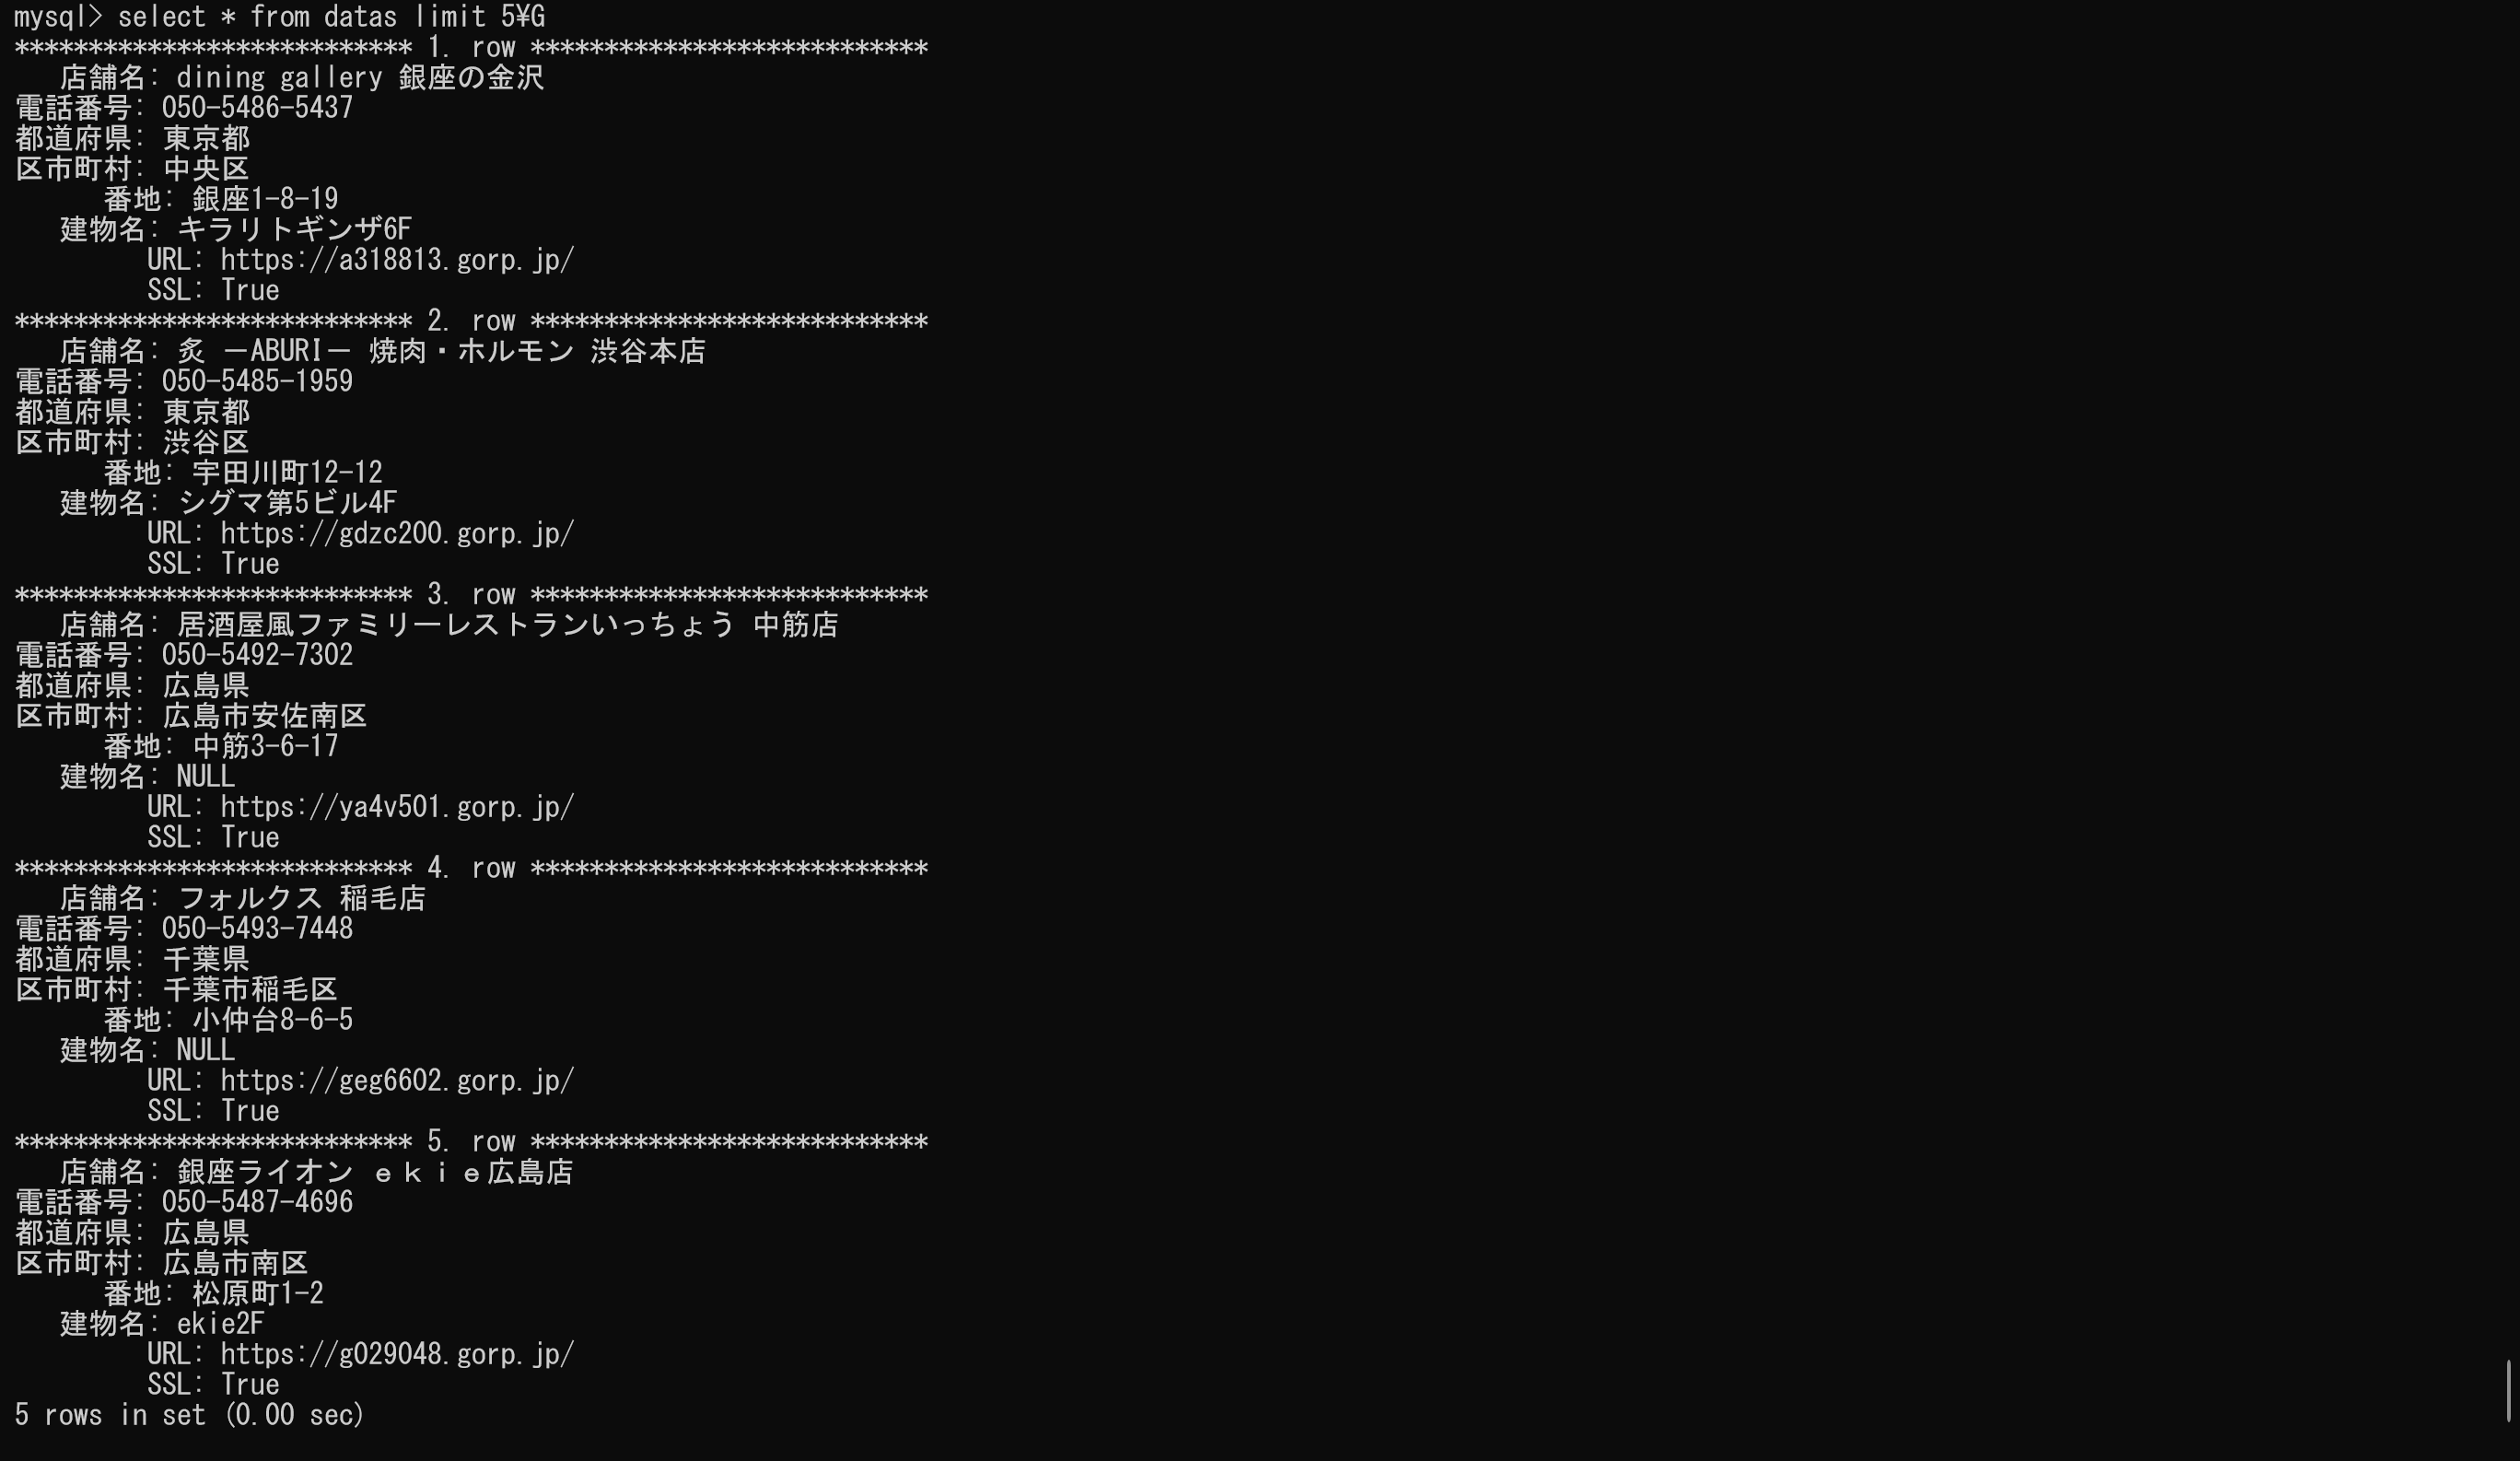 mysql> select * from datas limit 5¥G
*************************** 1. row ***************************
店舗名: dining gallery 銀座の金沢
電話番号: 050-5486-5437
都道府県: 東京都
区市町村: 中央区
番地: 銀座1-8-19
建物名: キラリトギンザ6F
URL: https://a318813.gorp.jp/
SSL: True
*************************** 2. row ***************************
店舗名: 炙 ーABURIー 焼肉・ホルモン 渋谷本店
電話番号: 050-5485-1959
都道府県: 東京都
区市町村: 渋谷区
番地: 宇田川町12-12
建物名: シグマ第5ビル4F
URL: https://gdzc200.gorp.jp/
SSL: True
*************************** 3. row ***************************
店舗名: 居酒屋風ファミリーレストランいっちょう 中筋店
電話番号: 050-5492-7302
都道府県: 広島県
区市町村: 広島市安佐南区
番地: 中筋3-6-17
建物名: NULL
URL: https://ya4v501.gorp.jp/
SSL: True
*************************** 4. row ***************************
店舗名: フォルクス 稲毛店
電話番号: 050-5493-7448
都道府県: 千葉県
区市町村: 千葉市稲毛区
番地: 小仲台8-6-5
建物名: NULL
URL: https://geg6602.gorp.jp/
SSL: True
*************************** 5. row ***************************
店舗名: 銀座ライオン ｅｋｉｅ広島店
電話番号: 050-5487-4696
都道府県: 広島県
区市町村: 広島市南区
番地: 松原町1-2
建物名: ekie2F
URL: https://g029048.gorp.jp/
SSL: True
5 rows in set (0.00 sec)